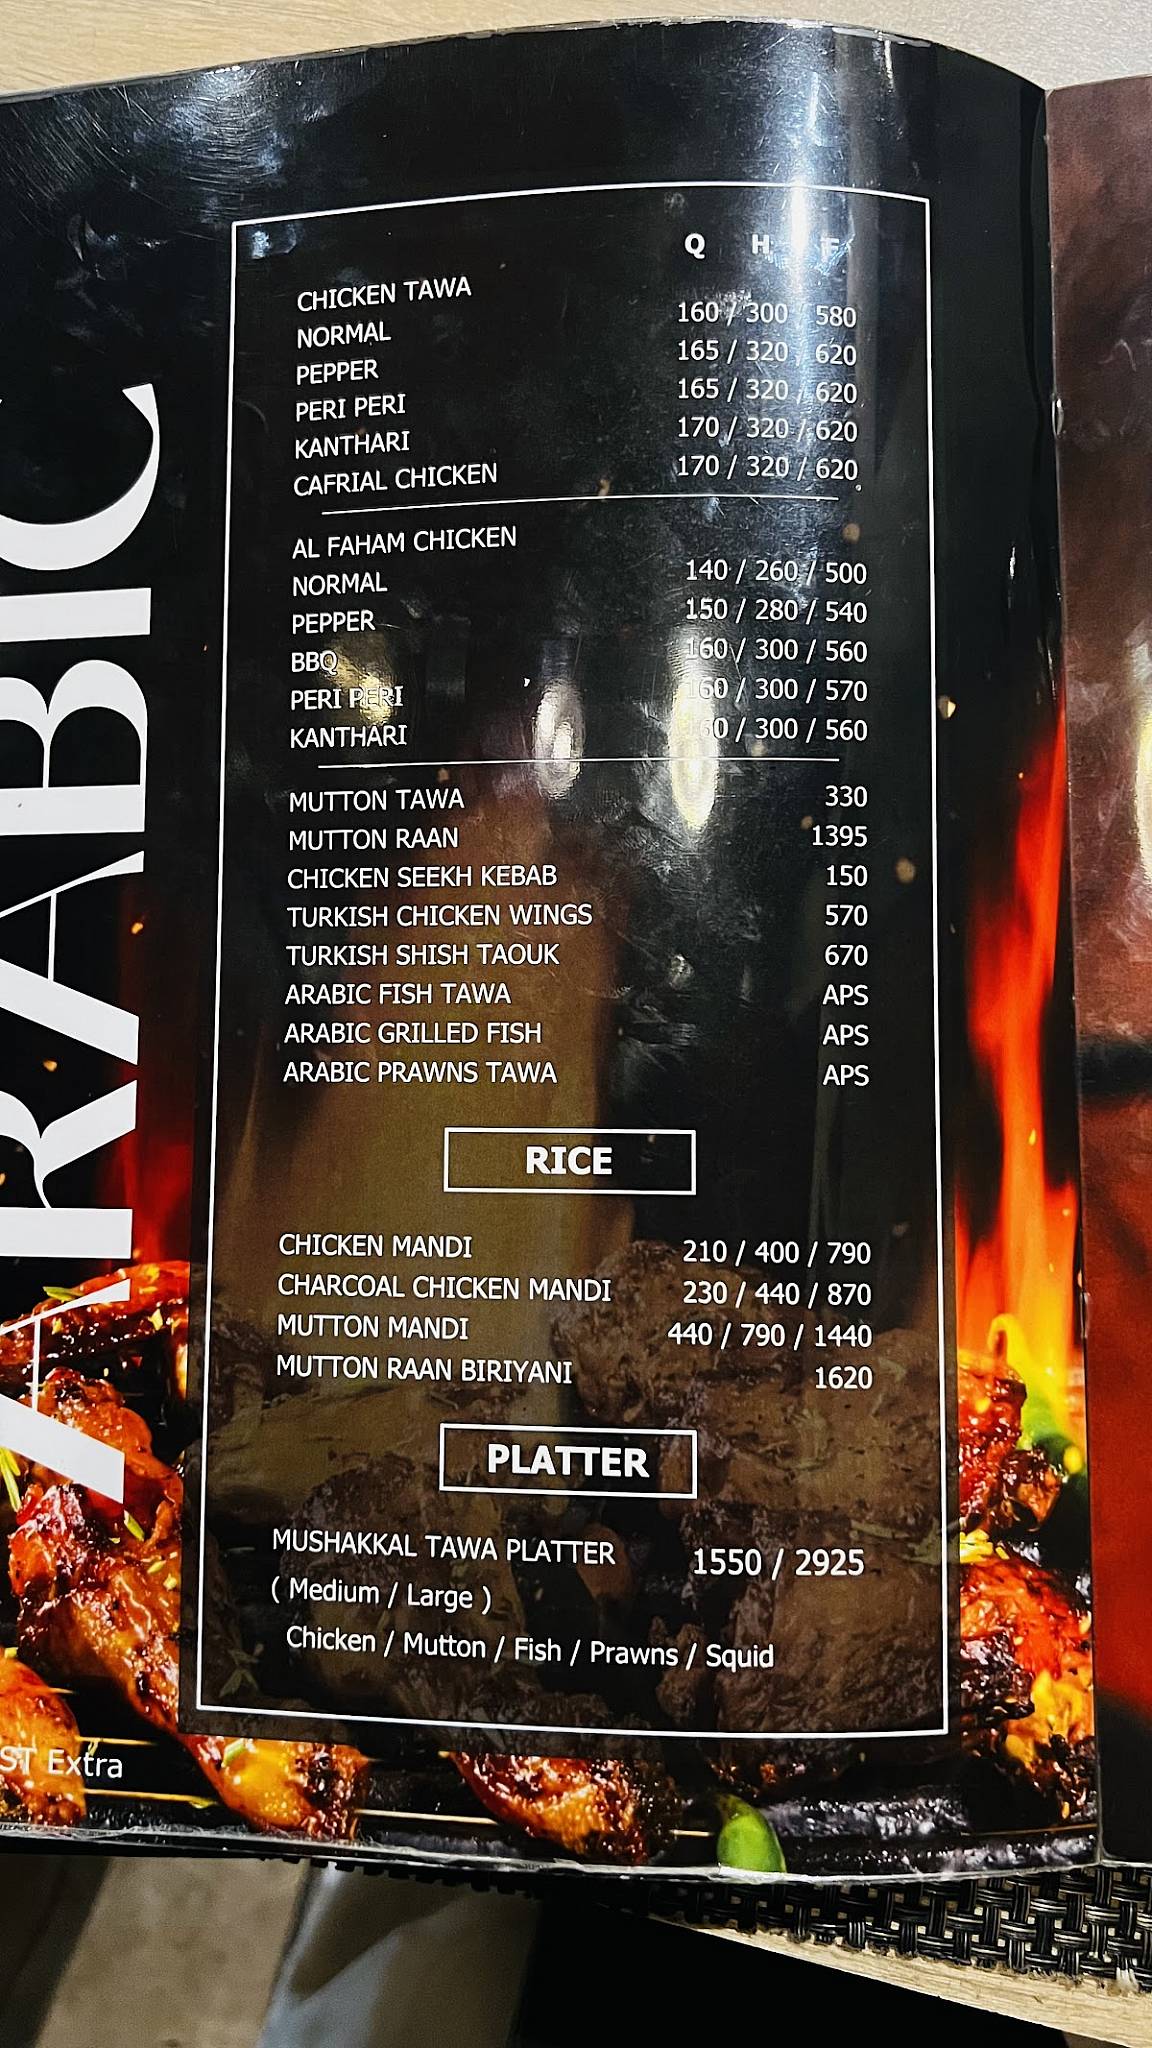 ARABIC
Q H F
CHICKEN TAWA
NORMAL 160 / 300 / 580
PEPPER 165 / 320 / 620
PERI PERI 165 / 320 / 620
KANTHARI 170 / 320 / 620
CAFRIAL CHICKEN 170 / 320 / 620
AL FAHAM CHICKEN
NORMAL 140 / 260 / 500
PEPPER 150 / 280 / 540
BBQ 160 / 300 / 560
PERI PERI 160 / 300 / 570
KANTHARI 160 / 300 / 560
MUTTON TAWA 330
MUTTON RAAN 1395
CHICKEN SEEKH KEBAB 150
TURKISH CHICKEN WINGS 570
TURKISH SHISH TAOUK 670
ARABIC FISH TAWA APS
ARABIC GRILLED FISH APS
ARABIC PRAWNS TAWA APS
RICE
CHICKEN MANDI 210 / 400 / 790
CHARCOAL CHICKEN MANDI 230 / 440 / 870
MUTTON MANDI 440 / 790 / 1440
MUTTON RAAN BIRIYANI 1620
PLATTER
MUSHAKKAL TAWA PLATTER 1550 / 2925
( Medium / Large )
Chicken / Mutton / Fish / Prawns / Squid
ST Extra